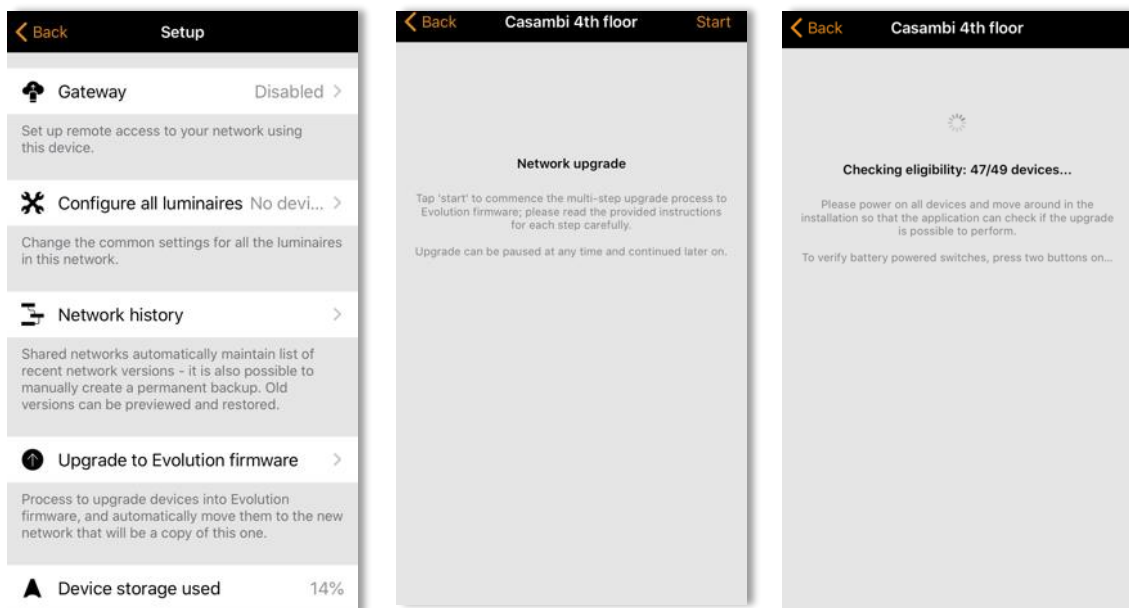 Back
Setup
Gateway
Disabled
Set up remote access to your network using
this device.
Configure all luminaires
No devi...
Change the common settings for all the luminaires
in this network.
Network history
Shared networks automatically maintain list of
recent network versions - it is also possible to
manually create a permanent backup. Old
versions can be previewed and restored.
Upgrade to Evolution firmware
Process to upgrade devices into Evolution
firmware, and automatically move them to the new
network that will be a copy of this one.
Device storage used
14%
Back
Casambi 4th floor
Start
Network upgrade
Tap 'start' to commence the multi-step upgrade process to
Evolution firmware; please read the provided instructions
for each step carefully.
Upgrade can be paused at any time and continued later on.
Back
Casambi 4th floor
Checking eligibility: 47/49 devices...
Please power on all devices and move around in the
installation so that the application can check if the upgrade
is possible to perform.
To verify battery powered switches, press two buttons on...